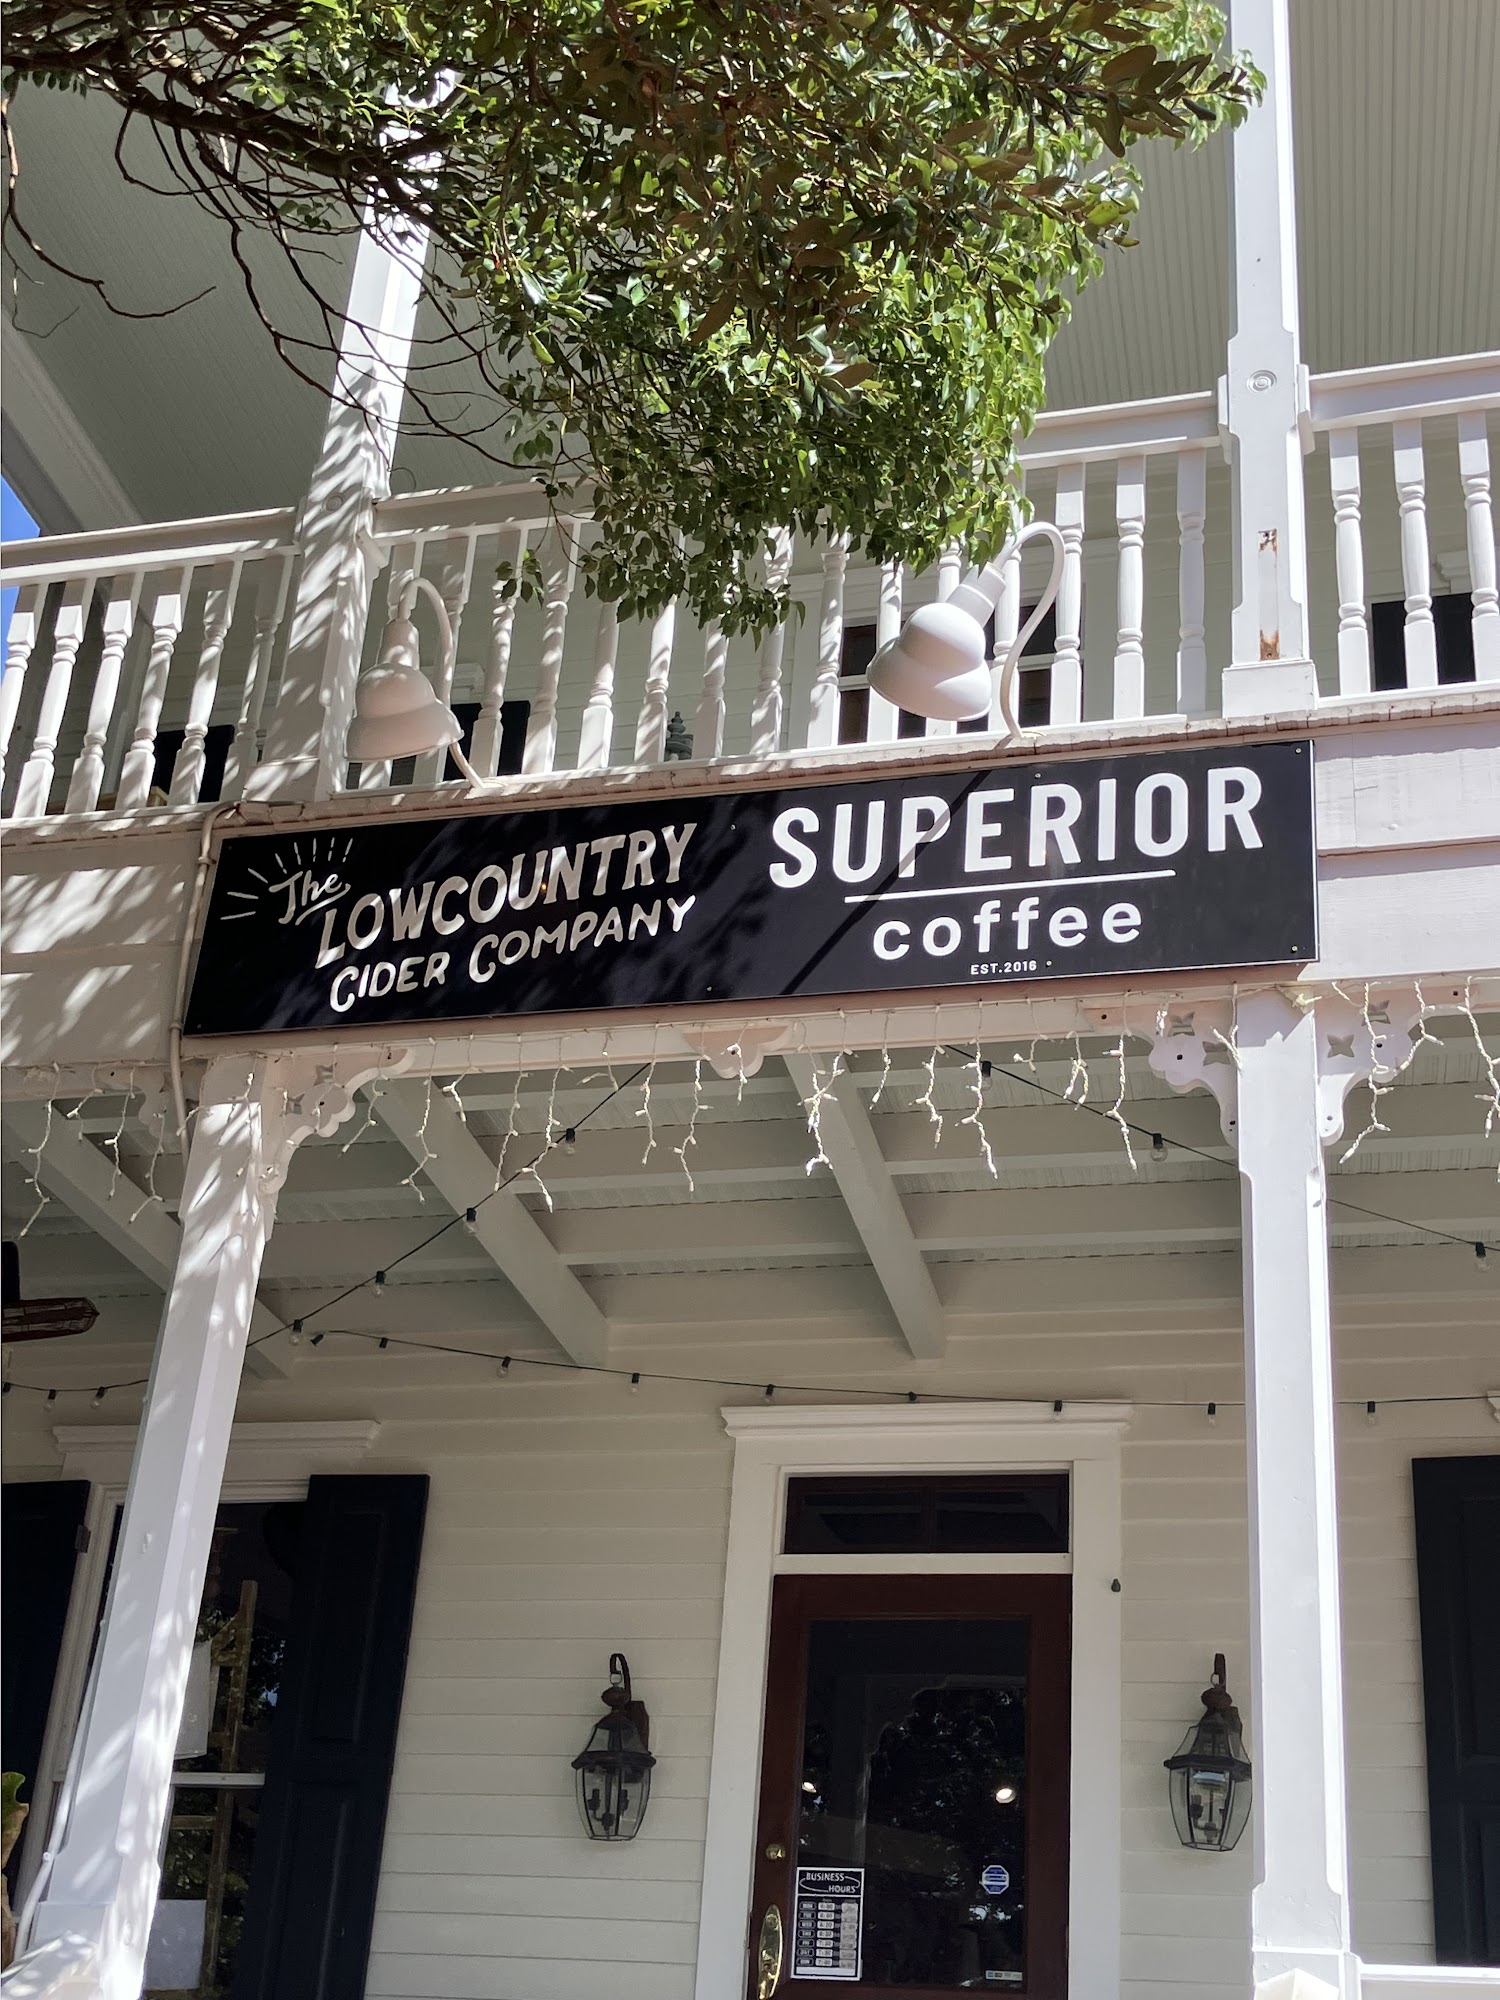 The
LOWCOUNTRY
CIDER COMPANY
SUPERIOR
coffee
EST.2016
BUSINESS
HOURS